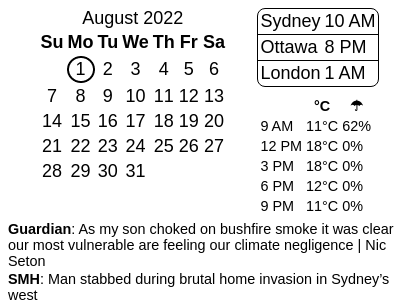 August 2022
Su Mo Tu We Th Fr Sa
1 2 3 4 5 6
7 8 9 10 11 12 13
14 15 16 17 18 19 20
21 22 23 24 25 26 27
28 29 30 31
Sydney 10 AM
Ottawa 8 PM
London 1 AM
°C ☂
9 AM 11°C 62%
12 PM 18°C 0%
3 PM 18°C 0%
6 PM 12°C 0%
9 PM 11°C 0%
Guardian: As my son choked on bushfire smoke it was clear
our most vulnerable are feeling our climate negligence | Nic
Seton
SMH: Man stabbed during brutal home invasion in Sydney’s
west